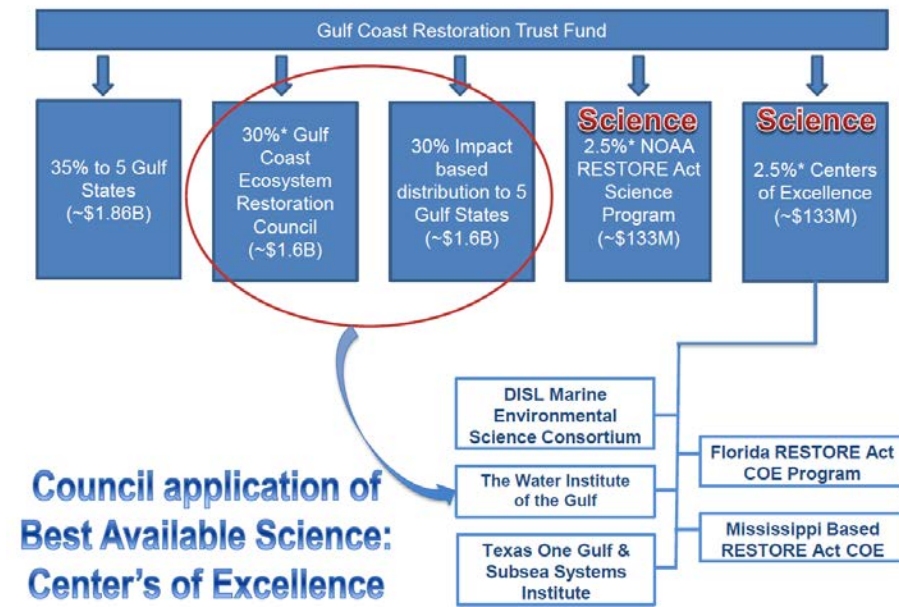 Gulf Coast Restoration Trust Fund
35% to 5 Gulf
States
(~$1.86B)
30%* Gulf
Coast
Ecosystem
Restoration
Council
(~$1.6B)
30% Impact
based
distribution to 5
Gulf States
(~$1.6B)
Science
2.5%* NOAA
RESTORE Act
Science
Program
(~$133M)
Science
2.5%* Centers
of Excellence
(~$133M)
DISL Marine
Environmental
Science Consortium
Florida RESTORE Act
COE Program
The Water Institute
of the Gulf
Mississippi Based
RESTORE Act COE
Texas One Gulf &
Subsea Systems
Institute
Council application of
Best Available Science:
Center's of Excellence